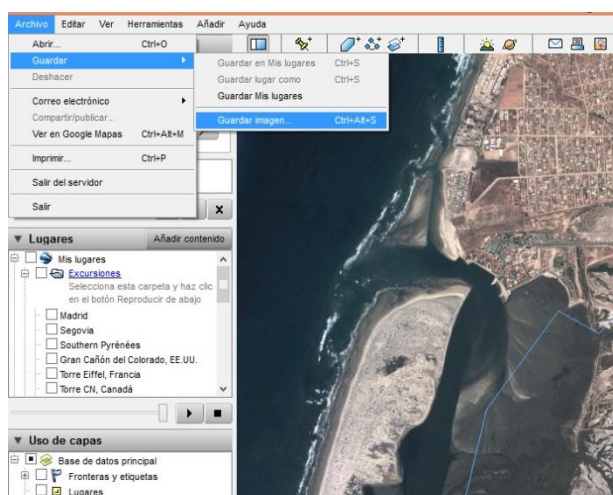 Archivo Editar Ver Herramientas Añadir Ayuda
Abrir... Ctrl+O
Guardar
Deshacer
Correo electrónico
Compartir/publicar...
Ver en Google Mapas Ctrl+Alt+M
Imprimir... Ctrl+P
Salir del servidor
Salir
Guardar en Mis lugares Ctrl+S
Guardar lugar como Ctrl+S
Guardar Mis lugares
Guardar imagen... Ctrl+Alt+S
Lugares Añadir contenido
Mis lugares
Excursiones
Selecciona esta carpeta y haz clic
en el botón Reproducir de abajo
Madrid
Segovia
Southern Pyrénées
Gran Cañón del Colorado, EE.UU.
Torre Eiffel, Francia
Torre CN, Canadá
Uso de capas
Base de datos principal
Fronteras y etiquetas
Lugares